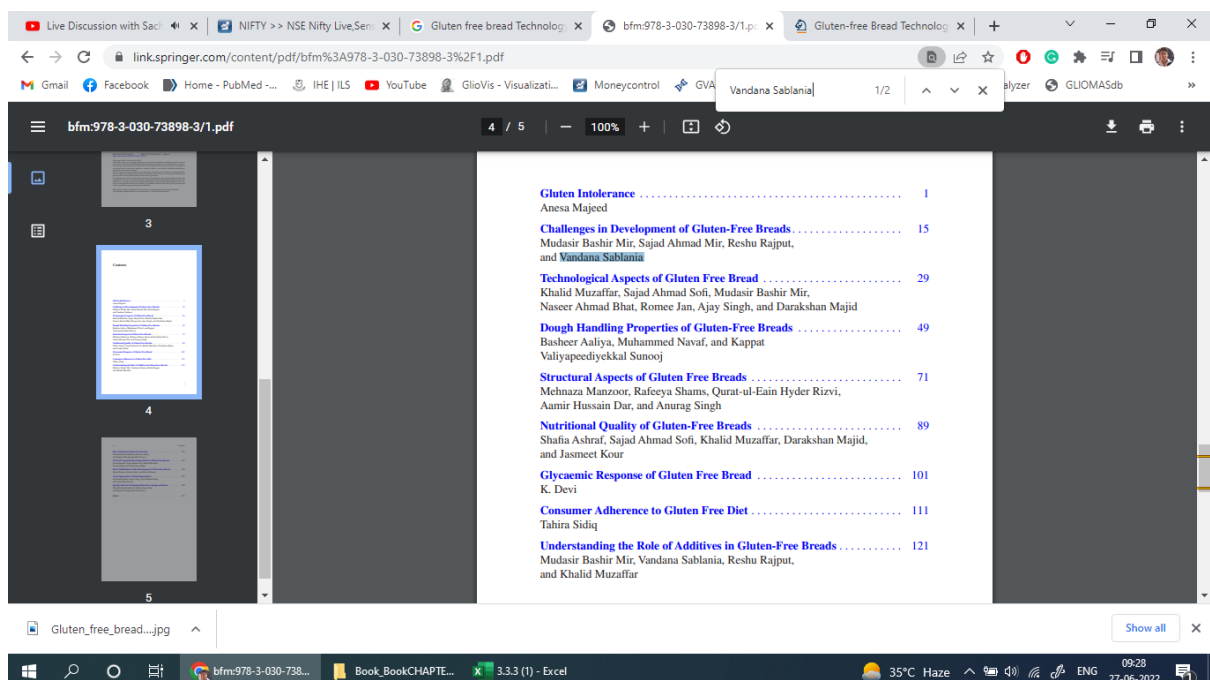 Live Discussion with Sach
NIFTY >> NSE Nifty Live,Sens
Gluten free bread Technolog
bfm:978-3-030-73898-3/1.pd
Gluten-free Bread Technolog
link.springer.com/content/pdf/bfm%3A978-3-030-73898-3%2F1.pdf
Gmail Facebook Home - PubMed -... IHE | ILS YouTube GlioVis - Visualizati... Moneycontrol GVA alyzer GLIOMASdb »
Vandana Sablania 1/2
bfm:978-3-030-73898-3/1.pdf 4 / 5 100%
3
Contents
4
5
Gluten Intolerance . . . . . . . . . . . . . . . . . . . . . . . . . . . . . . . . . . . . . . . . . . . . 1
Anesa Majeed
Challenges in Development of Gluten-Free Breads . . . . . . . . . . . . . . . . . . . 15
Mudasir Bashir Mir, Sajad Ahmad Mir, Reshu Rajput,
and Vandana Sablania
Technological Aspects of Gluten Free Bread . . . . . . . . . . . . . . . . . . . . . . . . 29
Khalid Muzaffar, Sajad Ahmad Sofi, Mudasir Bashir Mir,
Naseer Ahmad Bhat, Romee Jan, Ajay Singh, and Darakshan Majid
Dough Handling Properties of Gluten-Free Breads . . . . . . . . . . . . . . . . . . 49
Basheer Aaliya, Muhammed Navaf, and Kappat
Valiyapeediyekkal Sunooj
Structural Aspects of Gluten Free Breads . . . . . . . . . . . . . . . . . . . . . . . . . 71
Mehnaza Manzoor, Rafeeya Shams, Qurat-ul-Eain Hyder Rizvi,
Aamir Hussain Dar, and Anurag Singh
Nutritional Quality of Gluten-Free Breads . . . . . . . . . . . . . . . . . . . . . . . . 89
Shafia Ashraf, Sajad Ahmad Sofi, Khalid Muzaffar, Darakshan Majid,
and Jasmeet Kour
Glycaemic Response of Gluten Free Bread . . . . . . . . . . . . . . . . . . . . . . . . . 101
K. Devi
Consumer Adherence to Gluten Free Diet . . . . . . . . . . . . . . . . . . . . . . . . . 111
Tahira Sidiq
Understanding the Role of Additives in Gluten-Free Breads . . . . . . . . . . 121
Mudasir Bashir Mir, Vandana Sablania, Reshu Rajput,
and Khalid Muzaffar
Gluten_free_bread....jpg
Show all
bfm:978-3-030-738... Book_BookCHAPTE... 3.3.3 (1) - Excel 35°C Haze ENG 09:28
27-06-2022